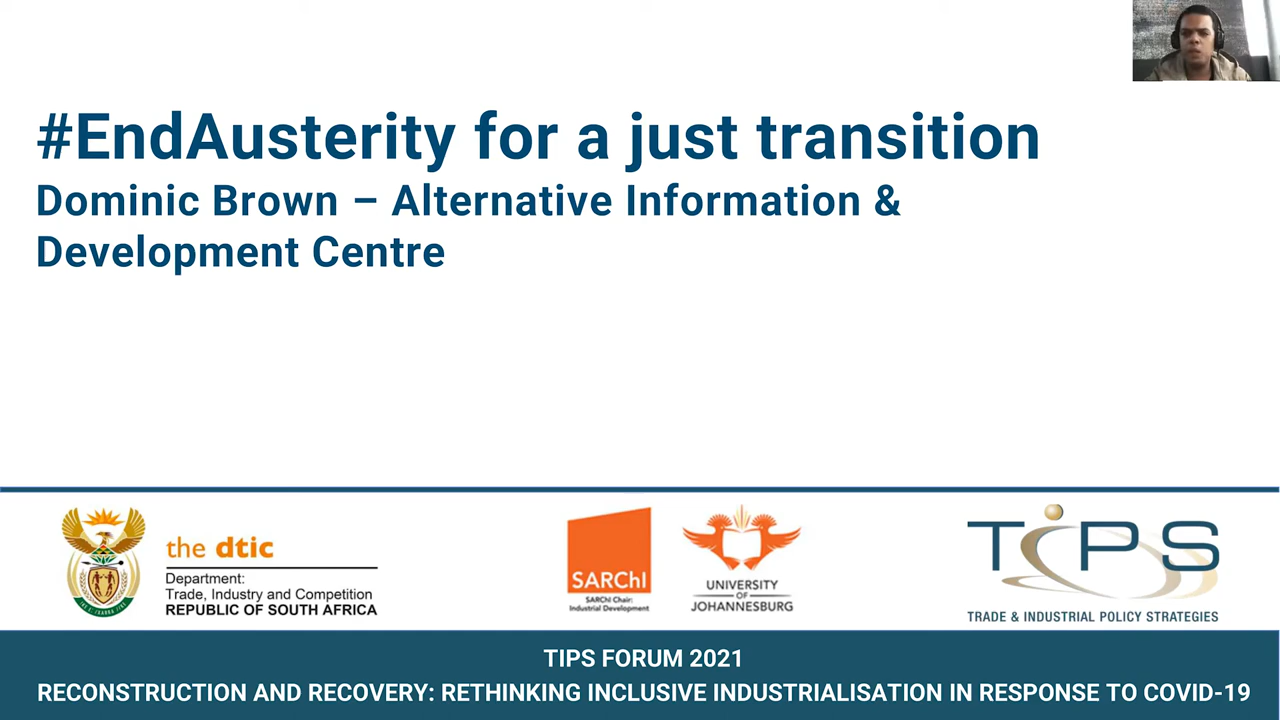 #EndAusterity for a just transition
Dominic Brown – Alternative Information &
Development Centre
the dtic
Department:
Trade, Industry and Competition
REPUBLIC OF SOUTH AFRICA
SARChI
SARChI Chair:
Industrial Development
UNIVERSITY
OF
JOHANNESBURG
TiPS
TRADE & INDUSTRIAL POLICY STRATEGIES
TIPS FORUM 2021
RECONSTRUCTION AND RECOVERY: RETHINKING INCLUSIVE INDUSTRIALISATION IN RESPONSE TO COVID-19